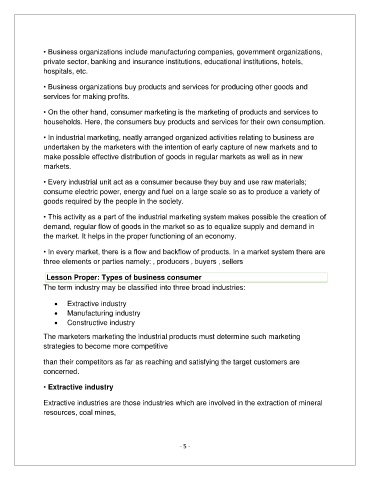 • Business organizations include manufacturing companies, government organizations,
private sector, banking and insurance institutions, educational institutions, hotels,
hospitals, etc.
• Business organizations buy products and services for producing other goods and
services for making profits.
• On the other hand, consumer marketing is the marketing of products and services to
households. Here, the consumers buy products and services for their own consumption.
• In industrial marketing, neatly arranged organized activities relating to business are
undertaken by the marketers with the intention of early capture of new markets and to
make possible effective distribution of goods in regular markets as well as in new
markets.
• Every industrial unit act as a consumer because they buy and use raw materials;
consume electric power, energy and fuel on a large scale so as to produce a variety of
goods required by the people in the society.
• This activity as a part of the industrial marketing system makes possible the creation of
demand, regular flow of goods in the market so as to equalize supply and demand in
the market. It helps in the proper functioning of an economy.
• In every market, there is a flow and backflow of products. In a market system there are
three elements or parties namely: , producers , buyers , sellers
Lesson Proper: Types of business consumer
The term industry may be classified into three broad industries:
• Extractive industry
• Manufacturing industry
• Constructive industry
The marketers marketing the industrial products must determine such marketing
strategies to become more competitive
than their competitors as far as reaching and satisfying the target customers are
concerned.
• Extractive industry
Extractive industries are those industries which are involved in the extraction of mineral
resources, coal mines,
- 5 -